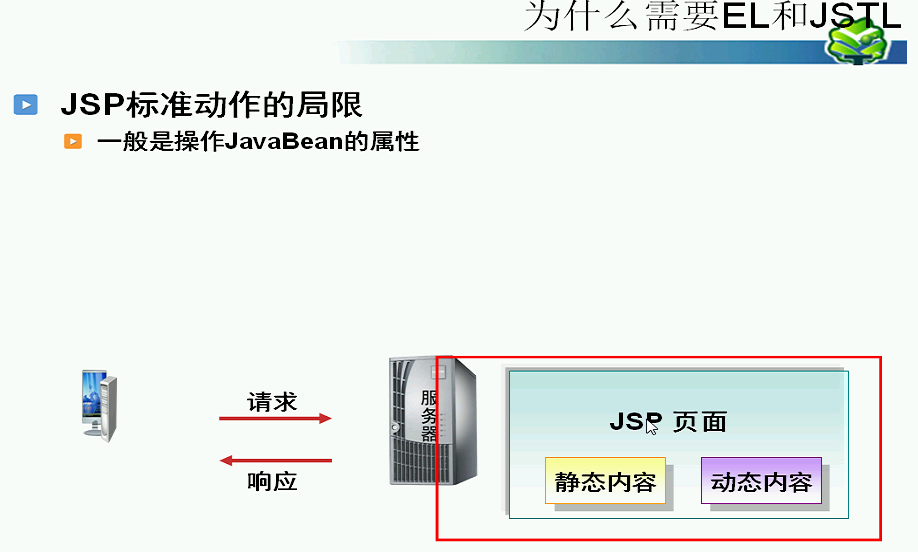 为什么需要EL和JSTL
JSP标准动作的局限
一般是操作JavaBean的属性
请求
响应
服务器
JSP 页面
静态内容
动态内容